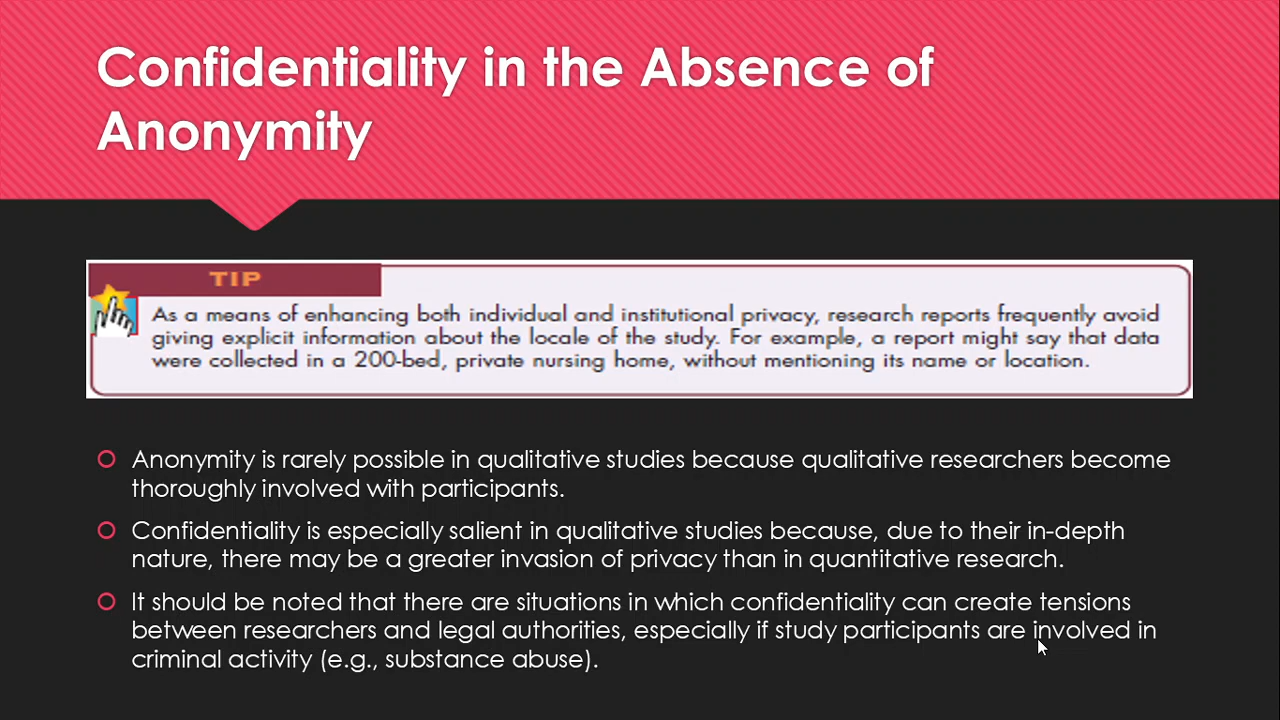 Confidentiality in the Absence of
Anonymity
TIP
As a means of enhancing both individual and institutional privacy, research reports frequently avoid
giving explicit information about the locale of the study. For example, a report might say that data
were collected in a 200-bed, private nursing home, without mentioning its name or location.
Anonymity is rarely possible in qualitative studies because qualitative researchers become
thoroughly involved with participants.
Confidentiality is especially salient in qualitative studies because, due to their in-depth
nature, there may be a greater invasion of privacy than in quantitative research.
It should be noted that there are situations in which confidentiality can create tensions
between researchers and legal authorities, especially if study participants are involved in
criminal activity (e.g., substance abuse).